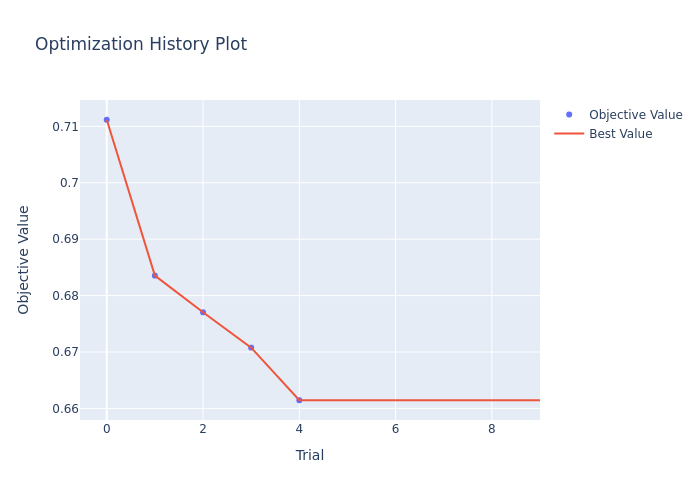 Optimization History Plot
Objective Value
Best Value
0.71
0.7
0.69
0.68
0.67
0.66
Objective Value
0
2
4
6
8
Trial